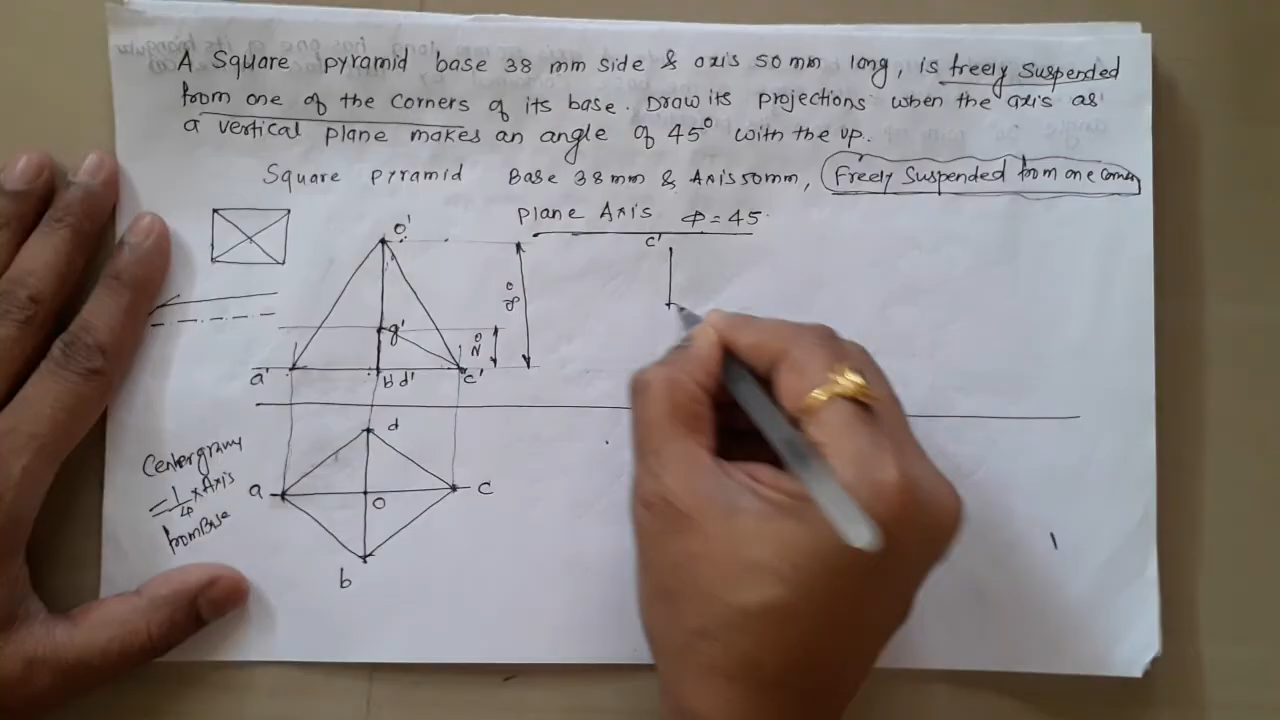 A Square pyramid base 38 mm side & axis 50 mm long, is freely suspended
from one of the corners of its base. Draw its projections when the axis as
a vertical plane makes an angle of 45° with the vp.
Square pyramid Base 38mm & Axis 50mm, Freely Suspended from one corner
plane Axis φ=45
o'
c'
g'
a'
b'd'
c'
d
a
o
c
b
Center gravity
=1/4 × Axis
from Base